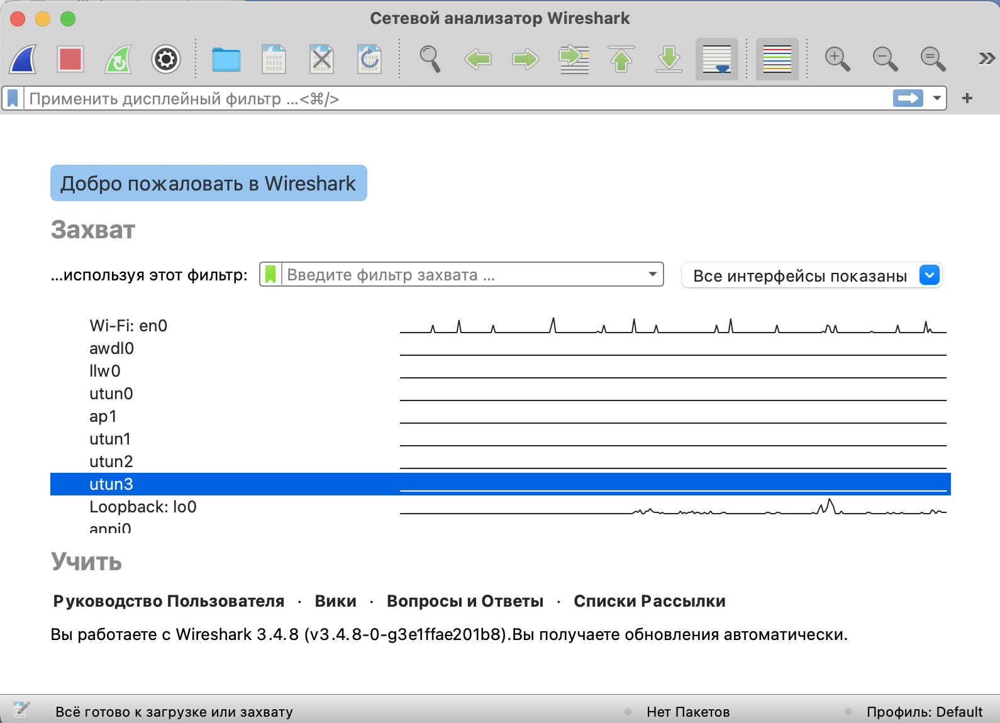 Сетевой анализатор Wireshark
Применить дисплейный фильтр ...<⌘/>
Добро пожаловать в Wireshark
Захват
...используя этот фильтр:
Введите фильтр захвата ...
Все интерфейсы показаны
Wi-Fi: en0
awdl0
llw0
utun0
ap1
utun1
utun2
utun3
Loopback: lo0
anpi0
Учить
Руководство Пользователя · Вики · Вопросы и Ответы · Списки Рассылки
Вы работаете с Wireshark 3.4.8 (v3.4.8-0-g3e1ffae201b8).Вы получаете обновления автоматически.
Всё готово к загрузке или захвату
Нет Пакетов
Профиль: Default